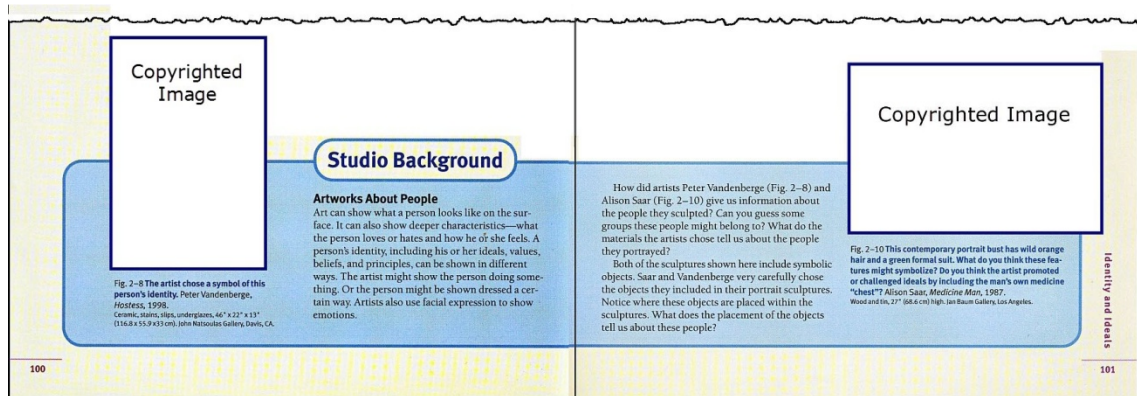 Copyrighted
Image
Studio Background
Artworks About People
Art can show what a person looks like on the sur-
face. It can also show deeper characteristics—what
the person loves or hates and how he or she feels. A
person's identity, including his or her ideals, values,
beliefs, and principles, can be shown in different
ways. The artist might show the person doing some-
thing. Or the person might be shown dressed a cer-
tain way. Artists also use facial expression to show
emotions.
Fig. 2–8 The artist chose a symbol of this
person's identity. Peter Vandenberge,
Hostess, 1998.
Ceramic, stains, slips, underglazes, 46" x 22" x 13"
(116.8 x 55.9 x33 cm). John Natsoulas Gallery, Davis, CA.
100
How did artists Peter Vandenberge (Fig. 2–8) and
Alison Saar (Fig. 2–10) give us information about
the people they sculpted? Can you guess some
groups these people might belong to? What do the
materials the artists chose tell us about the people
they portrayed?
Both of the sculptures shown here include symbolic
objects. Saar and Vandenberge very carefully chose
the objects they included in their portrait sculptures.
Notice where these objects are placed within the
sculptures. What does the placement of the objects
tell us about these people?
Copyrighted Image
Fig. 2–10 This contemporary portrait bust has wild orange
hair and a green formal suit. What do you think these fea-
tures might symbolize? Do you think the artist promoted
or challenged ideals by including the man's own medicine
"chest"? Alison Saar, Medicine Man, 1987.
Wood and tin, 27" (68.6 cm) high. Jan Baum Gallery, Los Angeles.
Identity and Ideals
101